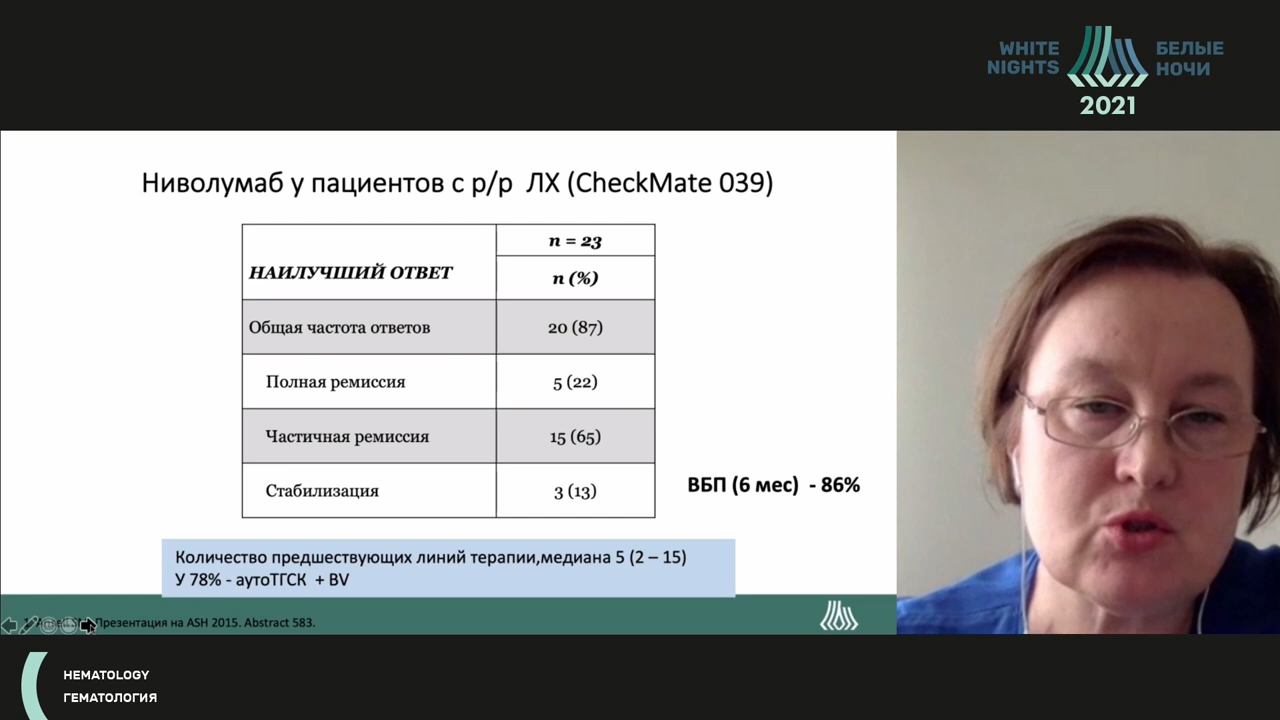 WHITE NIGHTS
БЕЛЫЕ НОЧИ
2021
Ниволумаб у пациентов с р/р ЛХ (CheckMate 039)
НАИЛУЧШИЙ ОТВЕТ
n = 23
n (%)
Общая частота ответов
20 (87)
Полная ремиссия
5 (22)
Частичная ремиссия
15 (65)
Стабилизация
3 (13)
ВБП (6 мес) - 86%
Количество предшествующих линий терапии,медиана 5 (2 – 15)
У 78% - аутоТГСК + BV
Презентация на ASH 2015. Abstract 583.
HEMATOLOGY
ГЕМАТОЛОГИЯ